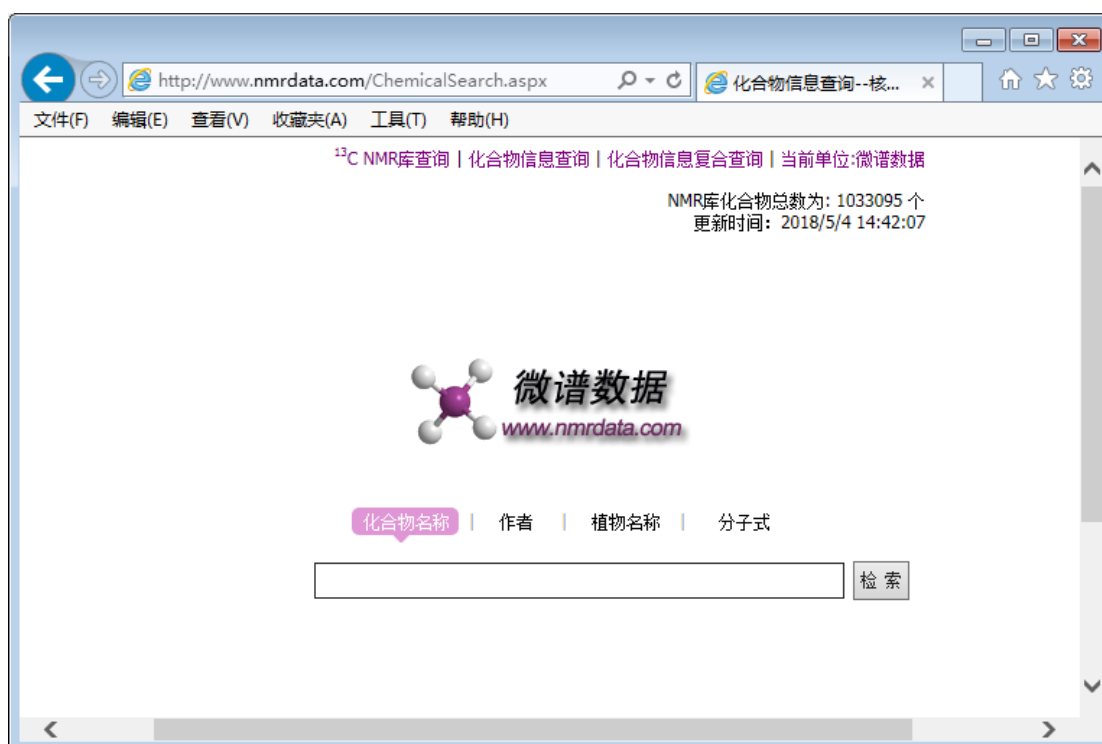 http://www.nmrdata.com/ChemicalSearch.aspx
化合物信息查询--核...
文件(F) 编辑(E) 查看(V) 收藏夹(A) 工具(T) 帮助(H)
¹³C NMR库查询 | 化合物信息查询 | 化合物信息复合查询 | 当前单位:微谱数据
NMR库化合物总数为: 1033095 个
更新时间: 2018/5/4 14:42:07
微谱数据
www.nmrdata.com
化合物名称 | 作者 | 植物名称 | 分子式
检 索